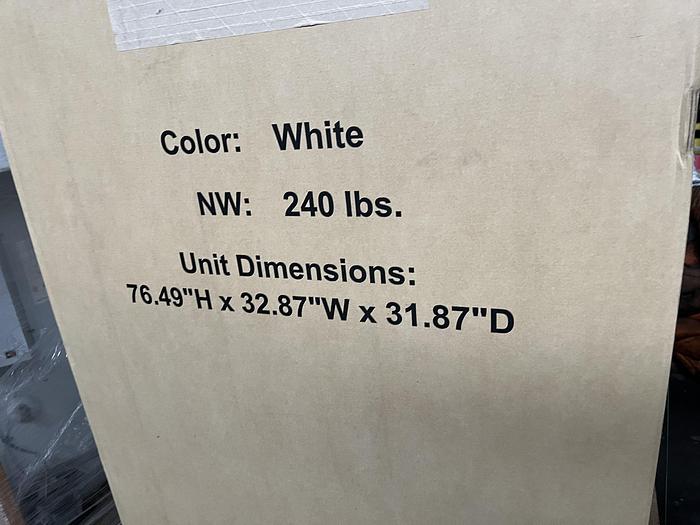 Color: White
NW: 240 lbs.
Unit Dimensions:
76.49"H x 32.87"W x 31.87"D